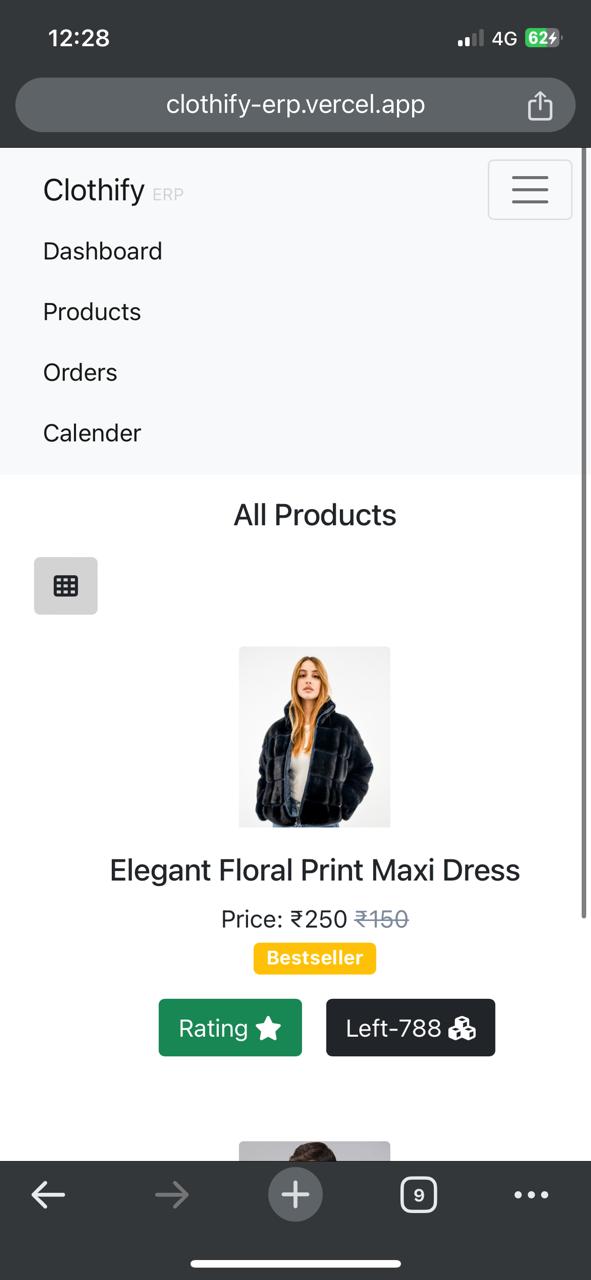 12:28
4G 62
clothify-erp.vercel.app
Clothify ERP
Dashboard
Products
Orders
Calender
All Products
Elegant Floral Print Maxi Dress
Price: ₹250 ₹150
Bestseller
Rating Left-788
9